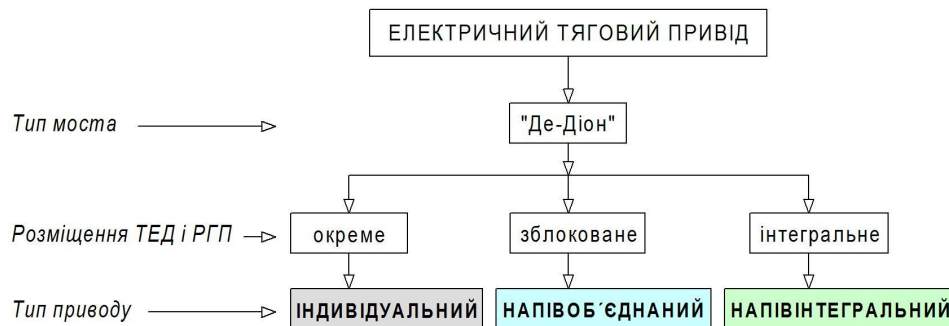 ЕЛЕКТРИЧНИЙ ТЯГОВИЙ ПРИВІД
Тип моста
"Де-Діон"
Розміщення ТЕД і РГП
окреме
зблоковане
інтегральне
Тип приводу
ІНДИВІДУАЛЬНИЙ
НАПІВОБ´ЄДНАНИЙ
НАПІВІНТЕГРАЛЬНИЙ